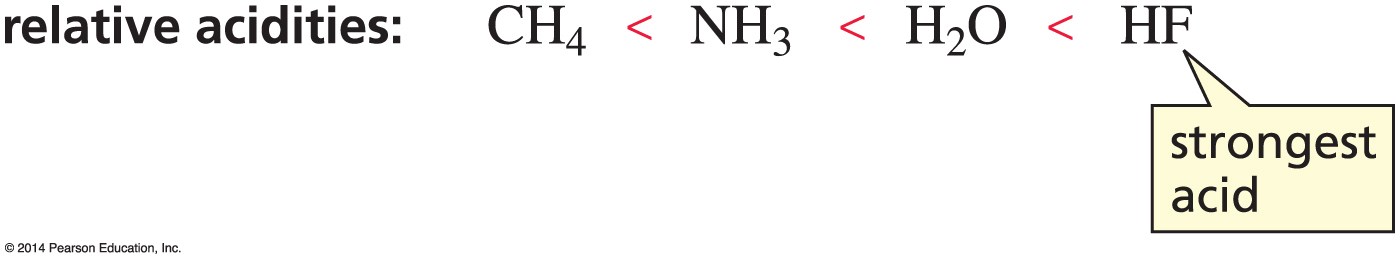 relative acidities: CH₄ < NH₃ < H₂O < HF
strongest
acid
© 2014 Pearson Education, Inc.